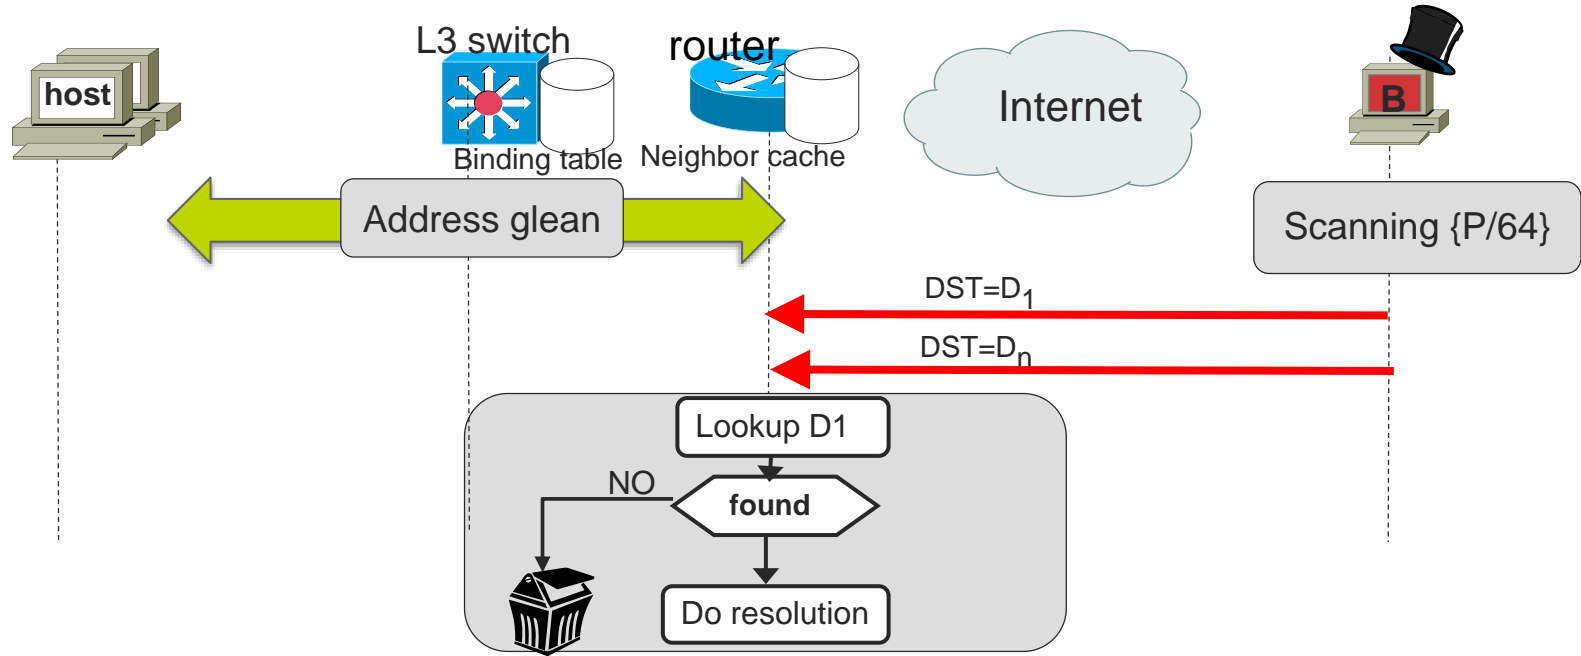 L3 switch
router
host
Internet
B
Binding table
Neighbor cache
Address glean
Scanning {P/64}
DST=D1
DST=Dn
Lookup D1
NO
found
Do resolution